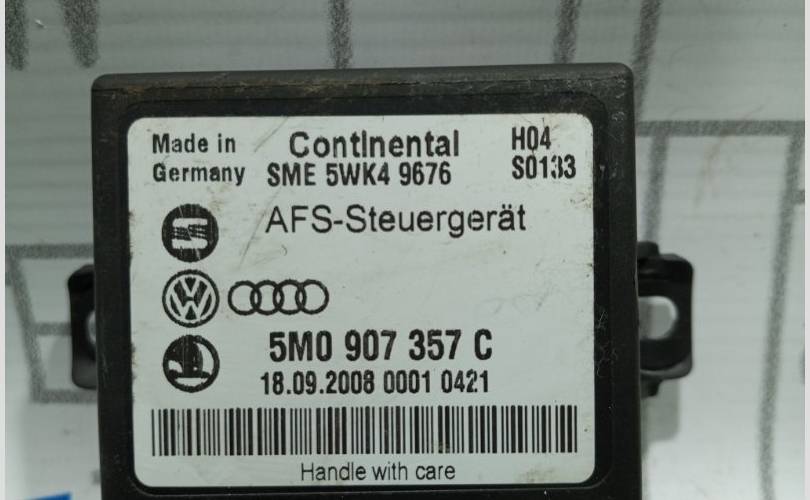 Made in Continental H04
Germany SME 5WK4 9676 S0133
AFS-Steuergerät
5M0 907 357 C
18.09.2008 0001 0421
Handle with care